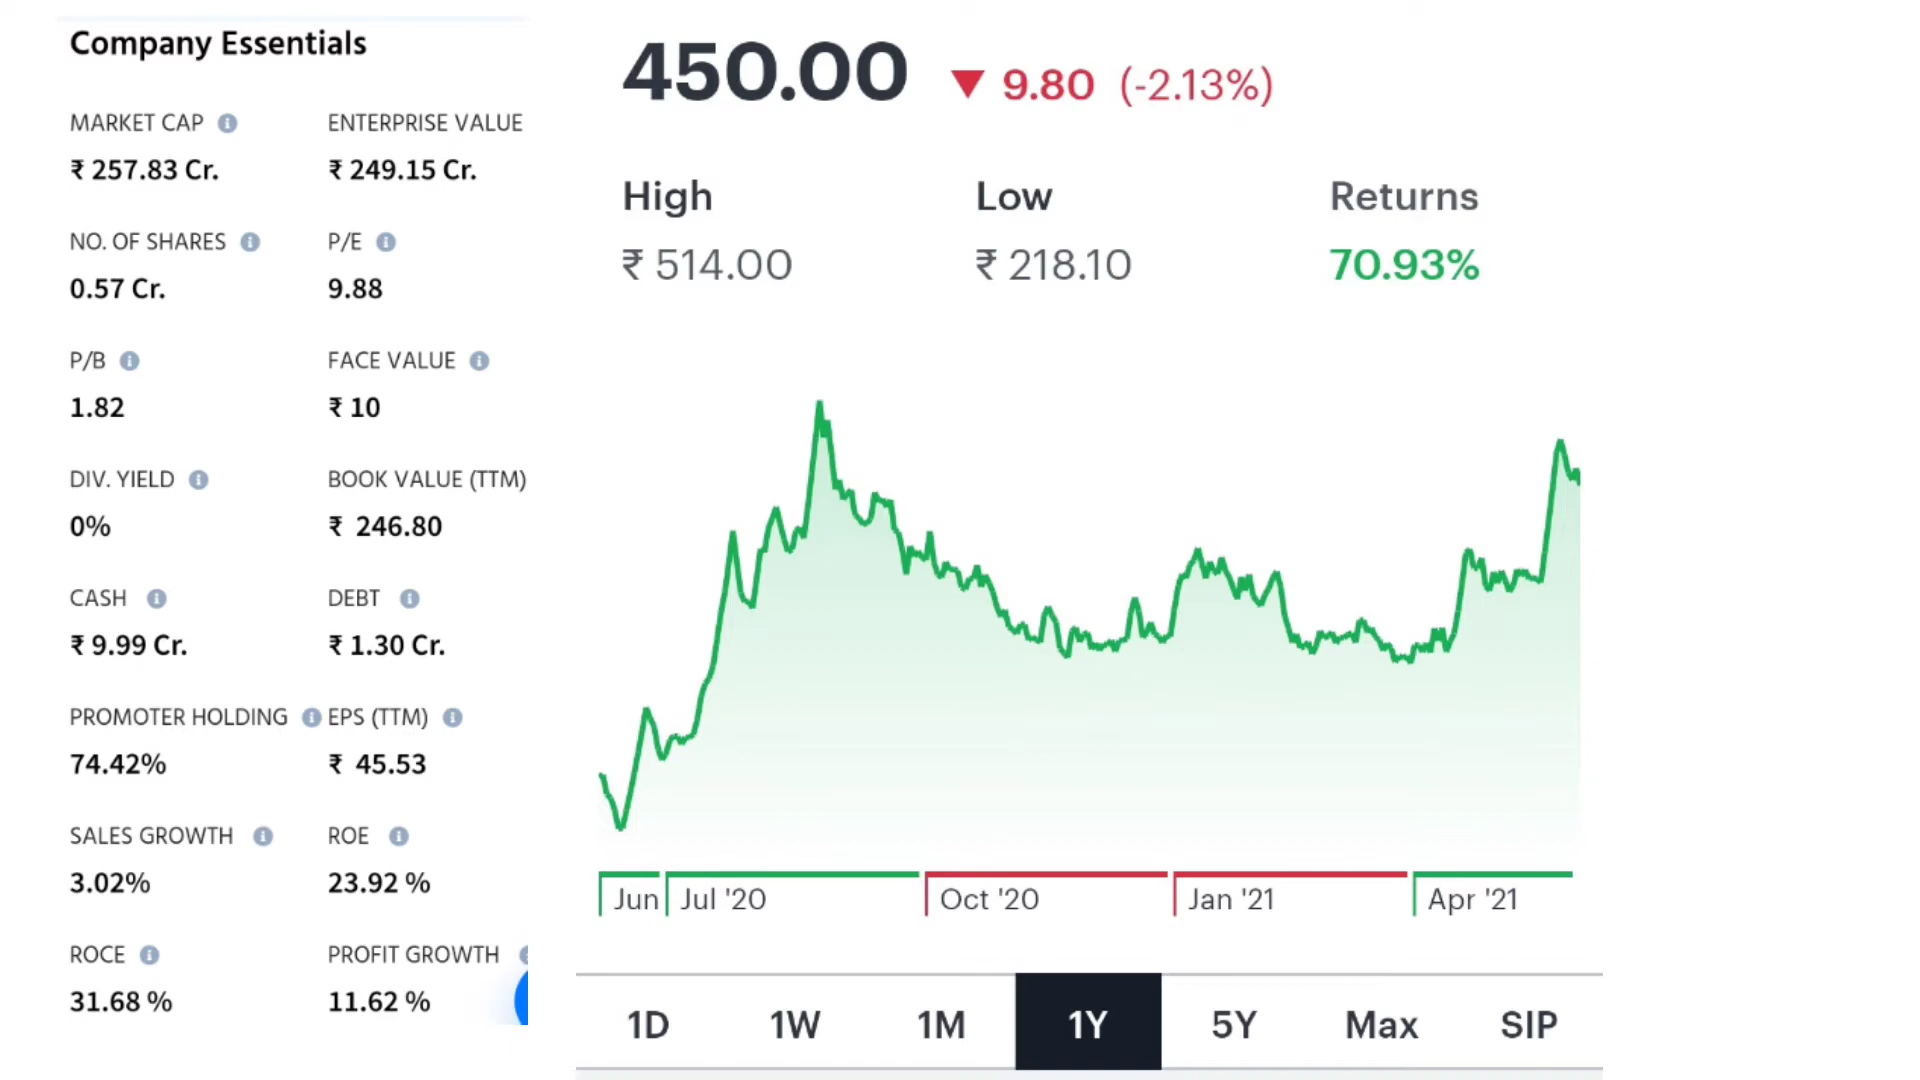 Company Essentials
MARKET CAP ENTERPRISE VALUE
₹ 257.83 Cr. ₹ 249.15 Cr.
NO. OF SHARES P/E
0.57 Cr. 9.88
P/B FACE VALUE
1.82 ₹ 10
DIV. YIELD BOOK VALUE (TTM)
0% ₹ 246.80
CASH DEBT
₹ 9.99 Cr. ₹ 1.30 Cr.
PROMOTER HOLDING EPS (TTM)
74.42% ₹ 45.53
SALES GROWTH ROE
3.02% 23.92 %
ROCE PROFIT GROWTH
31.68 % 11.62 %
450.00 ▼ 9.80 (-2.13%)
High Low Returns
₹ 514.00 ₹ 218.10 70.93%
Jun Jul '20 Oct '20 Jan '21 Apr '21
1D 1W 1M 1Y 5Y Max SIP